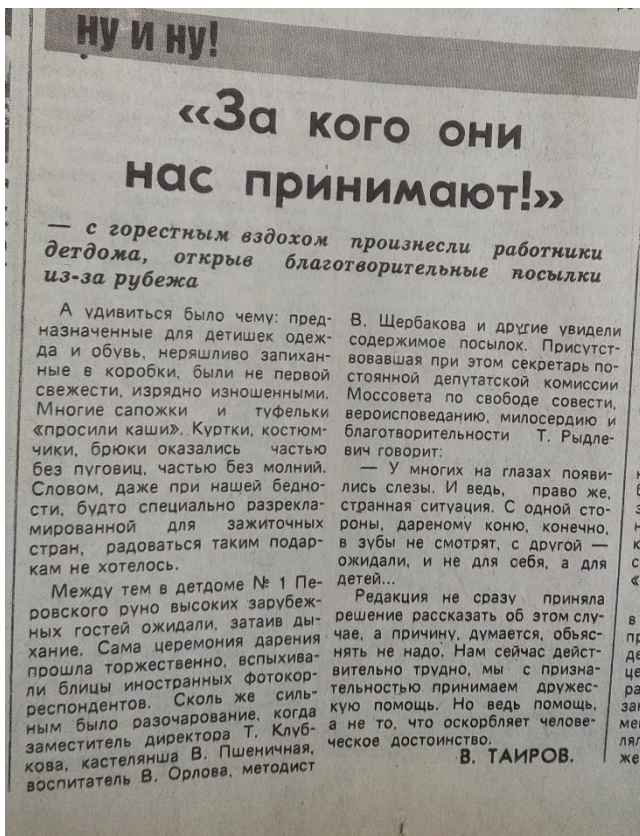 ну и ну!
«За кого они
нас принимают!»
— с горестным вздохом произнесли работники
детдома, открыв благотворительные посылки
из-за рубежа
А удивиться было чему: пред-
назначенные для детишек одеж-
да и обувь, неряшливо запихан-
ные в коробки, были не первой
свежести, изрядно изношенными.
Многие сапожки и туфельки
«просили каши». Куртки, костюм-
чики, брюки оказались частью
без пуговиц, частью без молний.
Словом, даже при нашей бедно-
сти, будто специально разрекла-
мированной для зажиточных
стран, радоваться таким подар-
кам не хотелось.
Между тем в детдоме № 1 Пе-
ровского руно высоких зарубеж-
ных гостей ожидали, затаив ды-
хание. Сама церемония дарения
прошла торжественно, вспыхива-
ли блицы иностранных фотокор-
респондентов. Сколь же силь-
ным было разочарование, когда
заместитель директора Т. Клуб-
кова, кастелянша В. Пшеничная,
воспитатель В. Орлова, методист
В. Щербакова и другие увидели
содержимое посылок. Присутст-
вовавшая при этом секретарь по-
стоянной депутатской комиссии
Моссовета по свободе совести,
вероисповеданию, милосердию и
благотворительности Т. Рыдле-
вич говорит:
— У многих на глазах появи-
лись слезы. И ведь, право же,
странная ситуация. С одной сто-
роны, дареному коню, конечно,
в зубы не смотрят, с другой —
ожидали, и не для себя, а для
детей...
Редакция не сразу приняла
решение рассказать об этом слу-
чае, а причину, думается, объяс-
нять не надо. Нам сейчас дейст-
вительно трудно, мы с призна-
тельностью принимаем дружес-
кую помощь. Но ведь помощь,
а не то, что оскорбляет челове-
ческое достоинство.
В. ТАИРОВ.